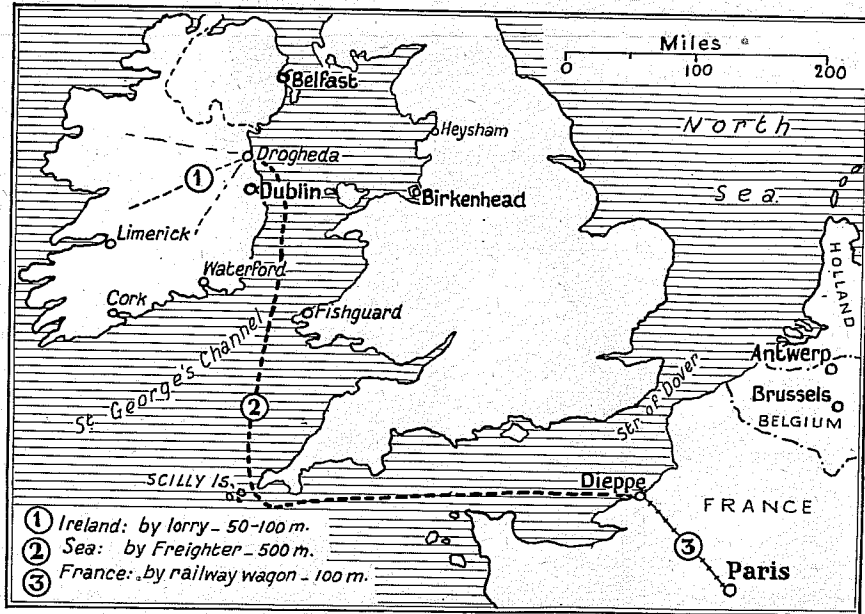 Miles
0 100 200
Belfast
North
Heysham
Drogheda
1
Sea.
Dublin
Birkenhead
Limerick
HOLLAND
Waterford
Cork
Fishguard
St George's Channel
Antwerp
Str. of Dover
Brussels
2
BELGIUM
SCILLY IS.
Dieppe
FRANCE
1 Ireland: by lorry - 50-100 m.
2 Sea: by Freighter - 500 m.
3
3 France: by railway wagon - 100 m.
Paris